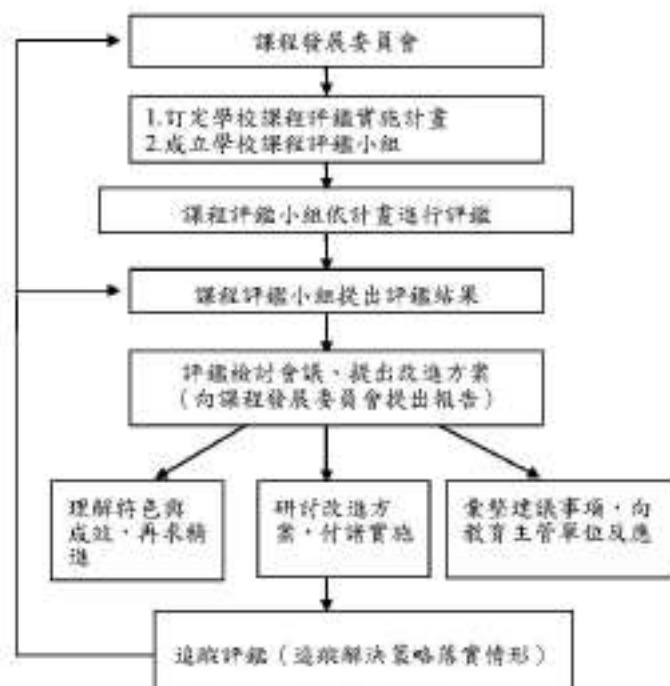 課程發展委員會
1.訂定學校課程評鑑實施計畫
2.成立學校課程評鑑小組
課程評鑑小組依計畫進行評鑑
課程評鑑小組提出評鑑結果
評鑑檢討會議、提出改進方案
(向課程發展委員會提出報告)
理解特色與
成效，再求精
進
研討改進方
案，付諸實施
彙整建議事項，向
教育主管單位反應
追蹤評鑑(追蹤解決策略落實情形)